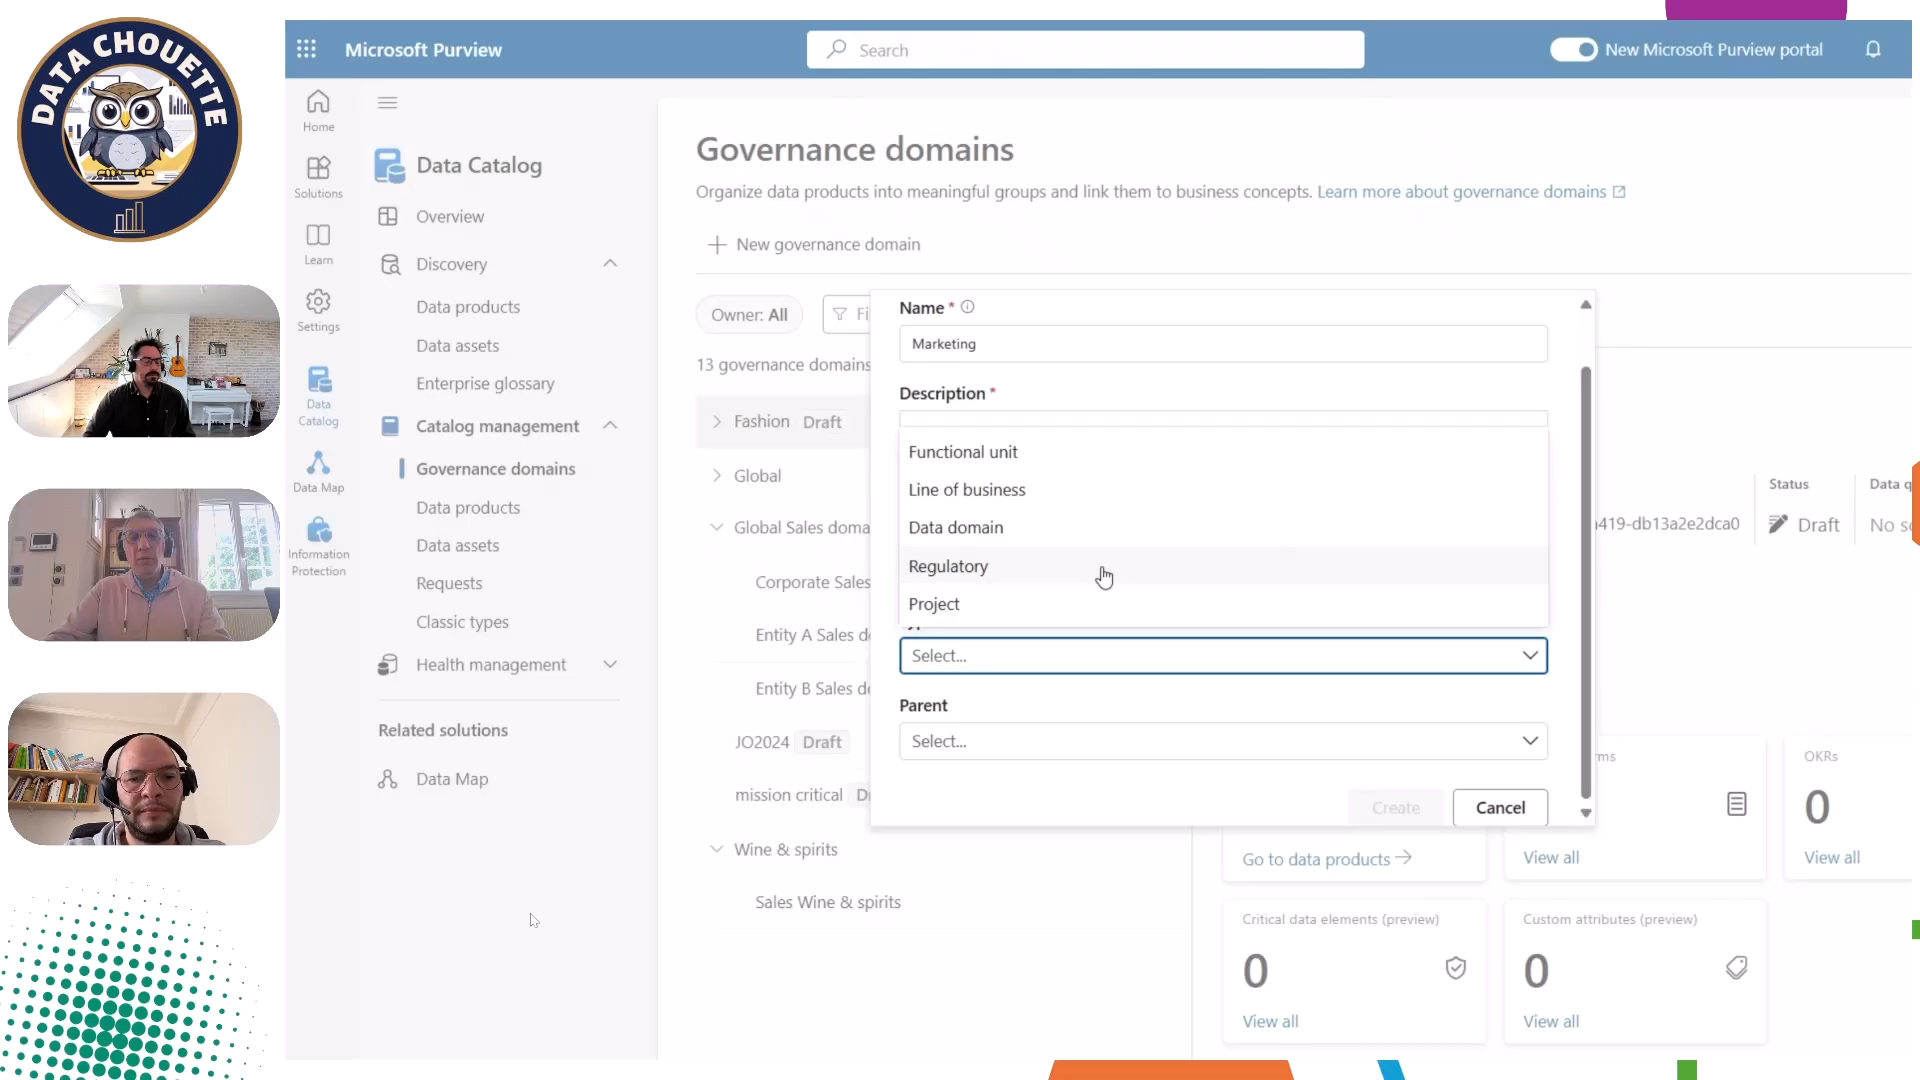 DATA CHOUETTE
Microsoft Purview
Search
New Microsoft Purview portal
Home
Solutions
Learn
Settings
Data
Catalog
Data Map
Information
Protection
Data Catalog
Overview
Discovery
Data products
Data assets
Enterprise glossary
Catalog management
Governance domains
Data products
Data assets
Requests
Classic types
Health management
Related solutions
Data Map
Governance domains
Organize data products into meaningful groups and link them to business concepts. Learn more about governance domains
New governance domain
Owner: All
Fi
13 governance domains
Fashion Draft
Global
Global Sales doma
Corporate Sales
Entity A Sales d
Entity B Sales d
JO2024 Draft
mission critical D
Wine & spirits
Sales Wine & spirits
Name *
Marketing
Description *
Functional unit
Line of business
Data domain
Regulatory
Project
Select...
Parent
Select...
Create
Cancel
Status
Data q
419-db13a2e2dca0
Draft
No s
ms
OKRs
0
Go to data products
View all
View all
Critical data elements (preview)
0
View all
Custom attributes (preview)
0
View all